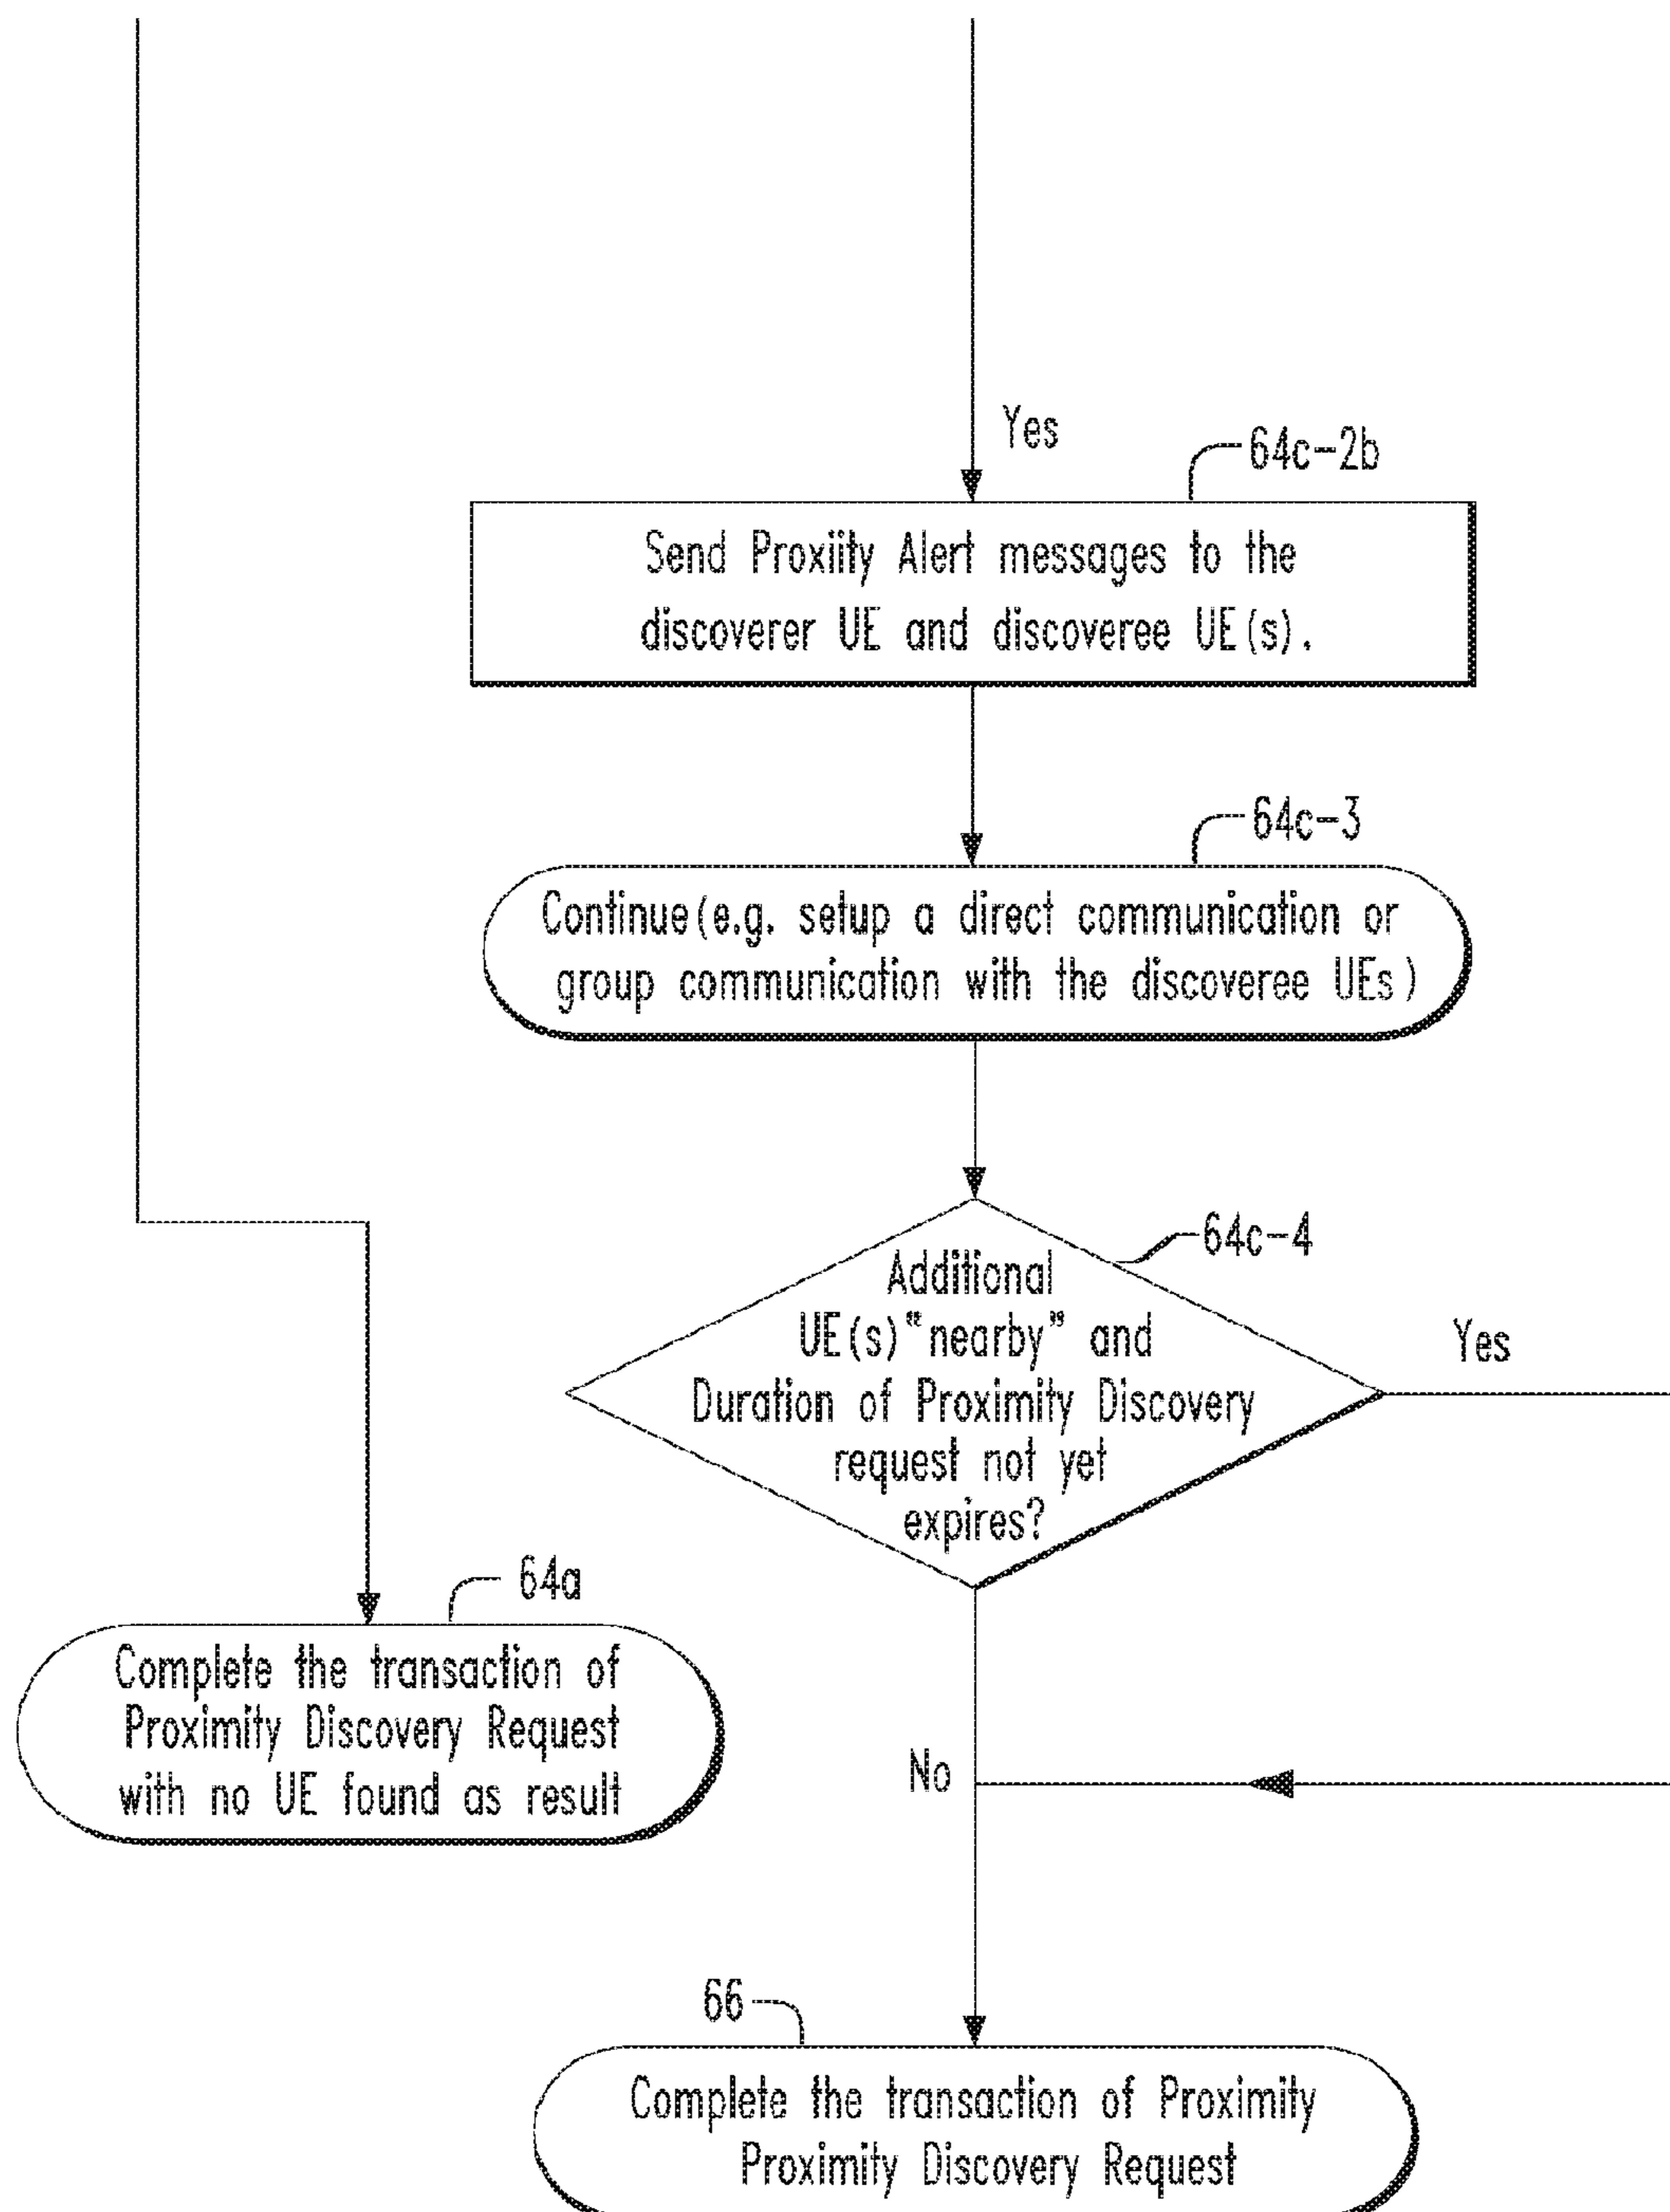 Yes
64c-2b
Send Proxiity Alert messages to the
discoverer UE and discoveree UE(s).
64c-3
Continue(e.g. setup a direct communication or
group communication with the discoveree UEs)
64c-4
Additional
UE(s)"nearby" and
Duration of Proximity Discovery
request not yet
expires?
Yes
64a
Complete the transaction of
Proximity Discovery Request
with no UE found as result
No
66
Complete the transaction of Proximity
Proximity Discovery Request